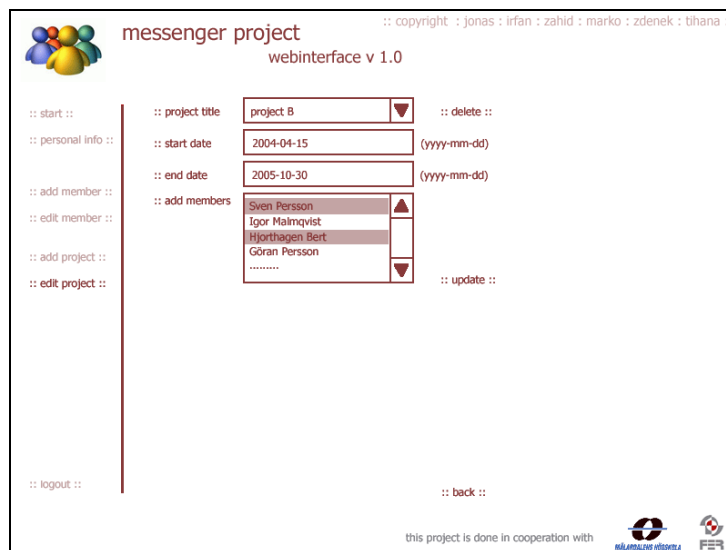 :: copyright : jonas : irfan : zahid : marko : zdenek : tihana
messenger project
webinterface v 1.0
:: start ::
:: personal info ::
:: add member ::
:: edit member ::
:: add project ::
:: edit project ::
:: logout ::
:: project title
project B
:: delete ::
:: start date
2004-04-15
(yyyy-mm-dd)
:: end date
2005-10-30
(yyyy-mm-dd)
:: add members
Sven Persson
Igor Malmqvist
Hjorthagen Bert
Göran Persson
.........
:: update ::
:: back ::
this project is done in cooperation with
MÄLARDALENS HÖGSKOLA
FER